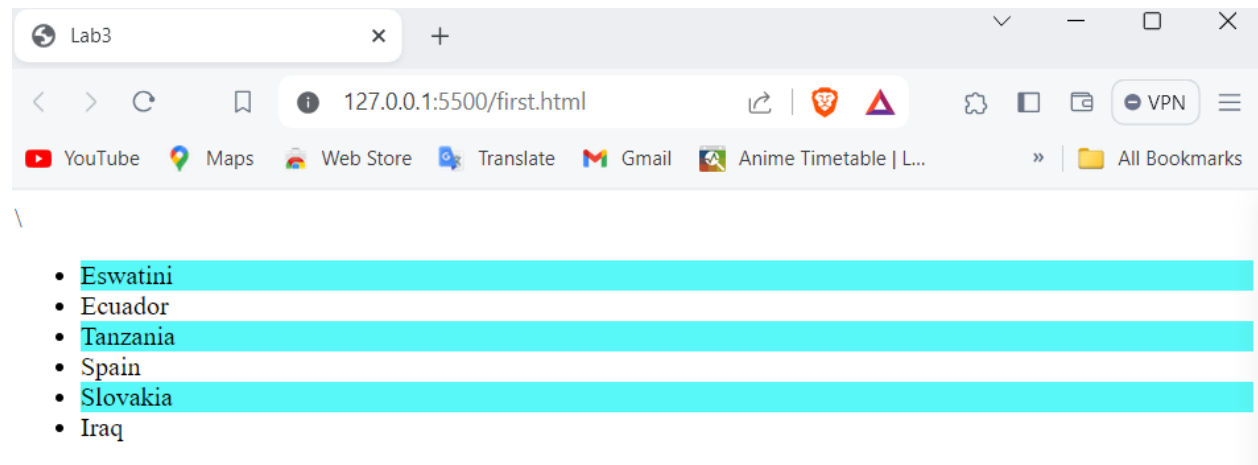 Lab3
127.0.0.1:5500/first.html
VPN
YouTube Maps Web Store Translate Gmail Anime Timetable | L... » All Bookmarks
\
• Eswatini
• Ecuador
• Tanzania
• Spain
• Slovakia
• Iraq